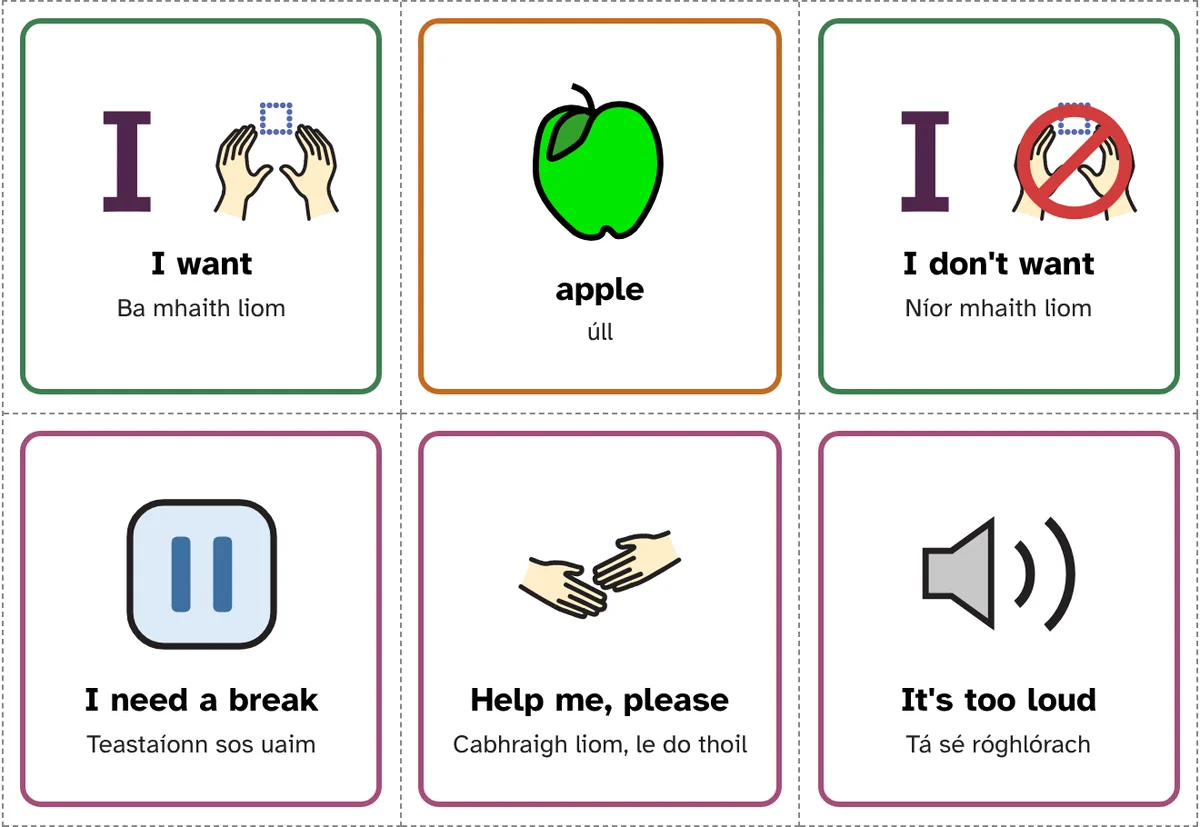 I
I want
Ba mhaith liom
apple
úll
I
I don't want
Níor mhaith liom
I need a break
Teastaíonn sos uaim
Help me, please
Cabhraigh liom, le do thoil
It's too loud
Tá sé róghlórach